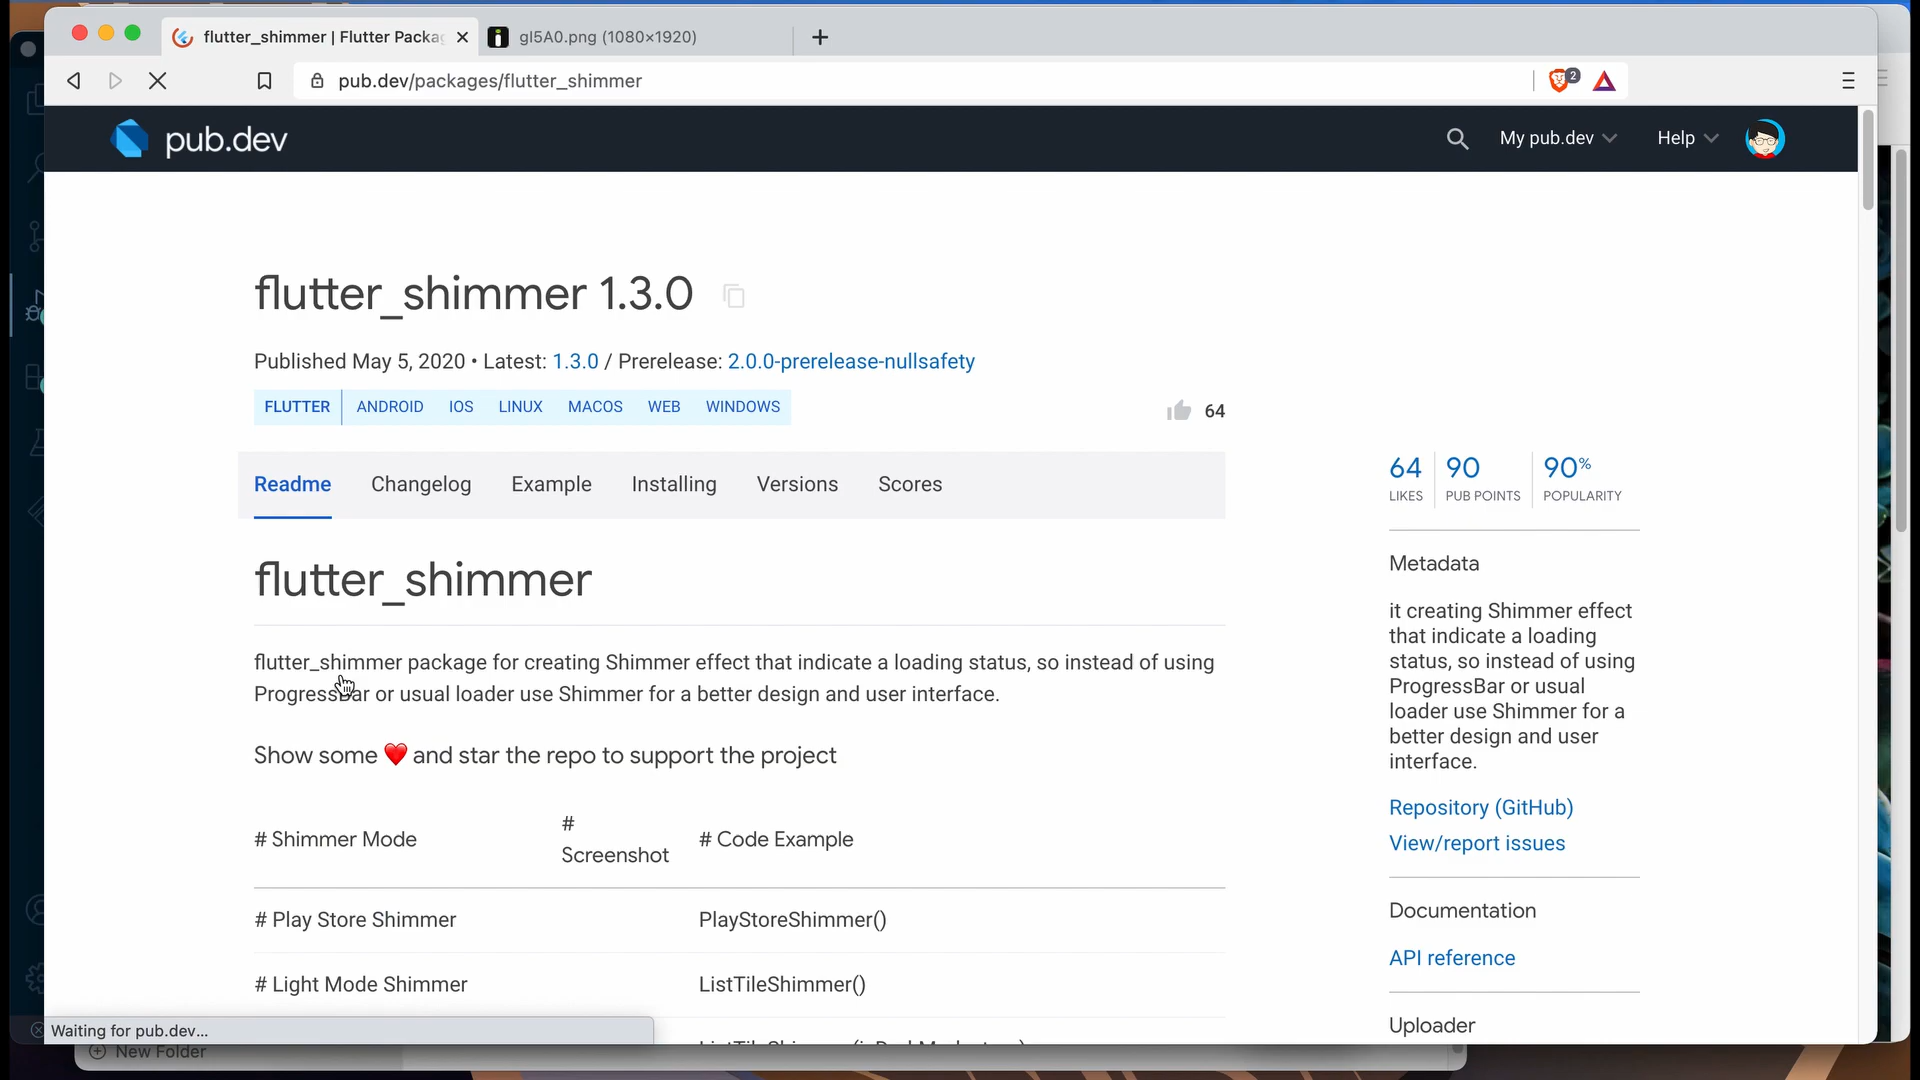 flutter_shimmer | Flutter Packa
gI5A0.png (1080×1920)
pub.dev/packages/flutter_shimmer
2
pub.dev
My pub.dev
Help
flutter_shimmer 1.3.0
Published May 5, 2020 • Latest: 1.3.0 / Prerelease: 2.0.0-prerelease-nullsafety
FLUTTER ANDROID IOS LINUX MACOS WEB WINDOWS
64
Readme Changelog Example Installing Versions Scores
flutter_shimmer
flutter_shimmer package for creating Shimmer effect that indicate a loading status, so instead of using
ProgressBar or usual loader use Shimmer for a better design and user interface.
Show some ❤️ and star the repo to support the project
# Shimmer Mode
#
Screenshot
# Code Example
# Play Store Shimmer PlayStoreShimmer()
# Light Mode Shimmer ListTileShimmer()
64 90 90%
LIKES PUB POINTS POPULARITY
Metadata
it creating Shimmer effect
that indicate a loading
status, so instead of using
ProgressBar or usual
loader use Shimmer for a
better design and user
interface.
Repository (GitHub)
View/report issues
Documentation
API reference
Uploader
Waiting for pub.dev...
New Folder